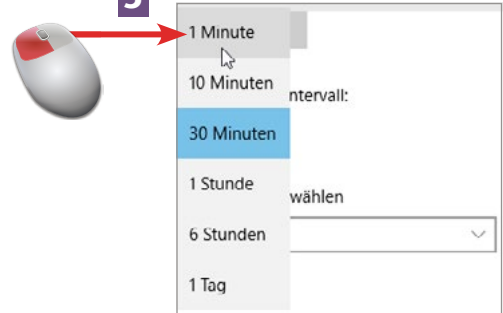 1 Minute
10 Minuten
ntervall:
30 Minuten
1 Stunde
wählen
6 Stunden
1 Tag